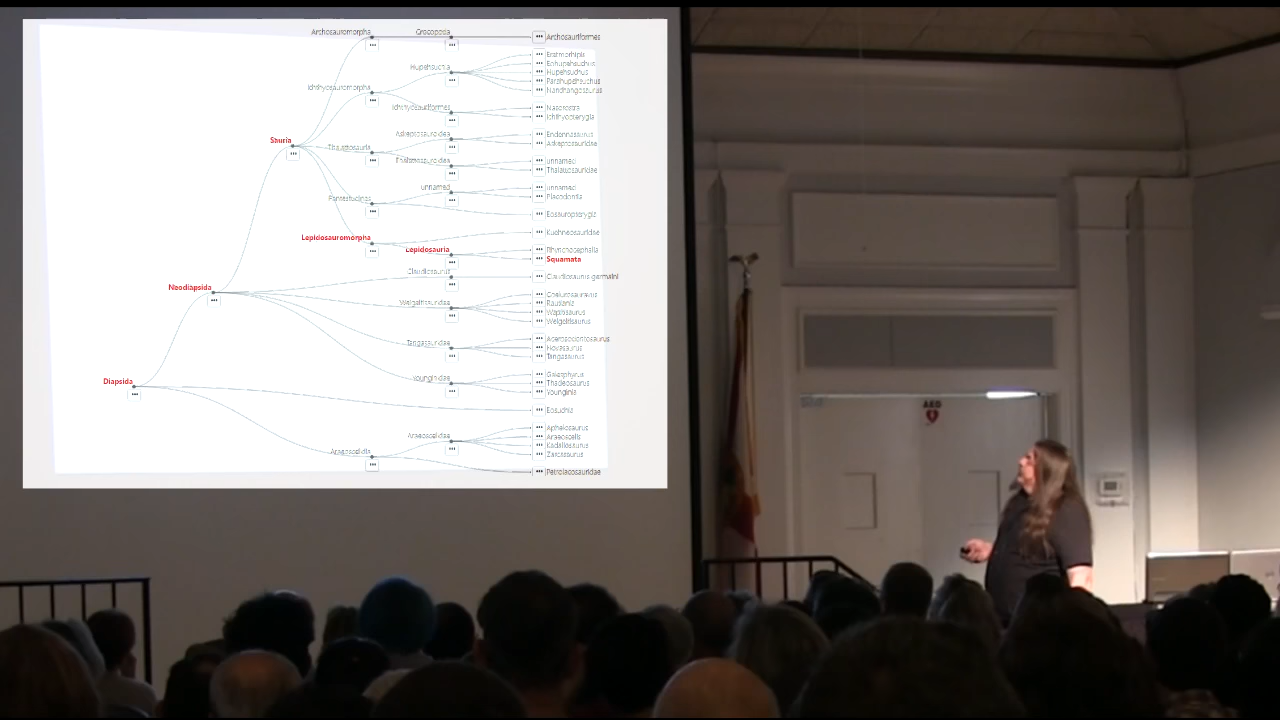 Archosauromorpha
Crocopoda
Archosauriformes
Hupehsuchia
Eretmorhipis
Eohupehsuchus
Hupehsuchus
Parahupehsuchus
Nanchangosaurus
Ichthyosauromorpha
Ichthyosauriformes
Nasorostra
Ichthyopterygia
Sauria
Thalattosauria
Askeptosauroidea
Endennasaurus
Askeptosauridae
Thalattosauroidea
unnamed
Thalattosauridae
Pantestudines
unnamed
unnamed
Placodontia
Eosauropterygia
Lepidosauromorpha
Kuehneosauridae
Lepidosauria
Rhynchocephalia
Squamata
Neodiapsida
Claudiosaurus
Claudiosaurus germaini
Weigeltisauridae
Coelurosauravus
Rautiania
Wapitisaurus
Weigeltisaurus
Tangasauridae
Acerosodontosaurus
Hovasaurus
Tangasaurus
Younginidae
Galesphyrus
Thadeosaurus
Younginia
Diapsida
Eosuchia
Araeoscelidia
Araeoscelidae
Aphelosaurus
Araeoscelis
Kadaliosaurus
Zarcasaurus
Petrolacosauridae
AED